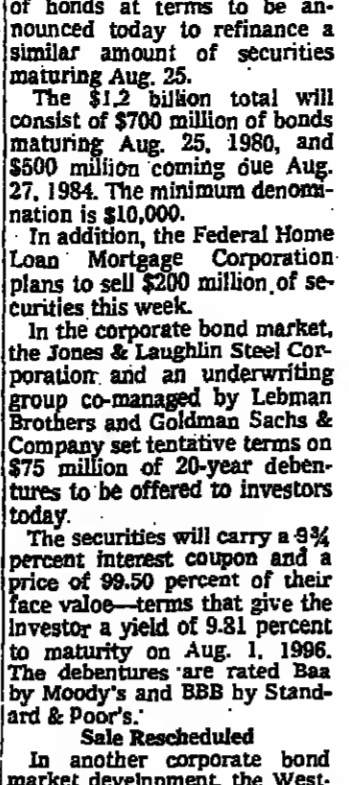 of bonds at terms to be an-
nounced today to refinance a
similar amount of securities
maturing Aug. 25.
The $1.2 billion total will
consist of $700 million of bonds
maturing Aug. 25, 1980, and
$500 million coming due Aug.
27, 1984. The minimum denomi-
nation is $10,000.
In addition, the Federal Home
Loan Mortgage Corporation
plans to sell $200 million of se-
curities this week.
In the corporate bond market,
the Jones & Laughlin Steel Cor-
poration and an underwriting
group co-managed by Lehman
Brothers and Goldman Sachs &
Company set tentative terms on
$75 million of 20-year deben-
tures to be offered to investors
today.
The securities will carry a 9¾
percent interest coupon and a
price of 99.50 percent of their
face value—terms that give the
investor a yield of 9.81 percent
to maturity on Aug. 1, 1996.
The debentures are rated Baa
by Moody's and BBB by Stand-
ard & Poor's.
Sale Rescheduled
In another corporate bond
market development, the West-